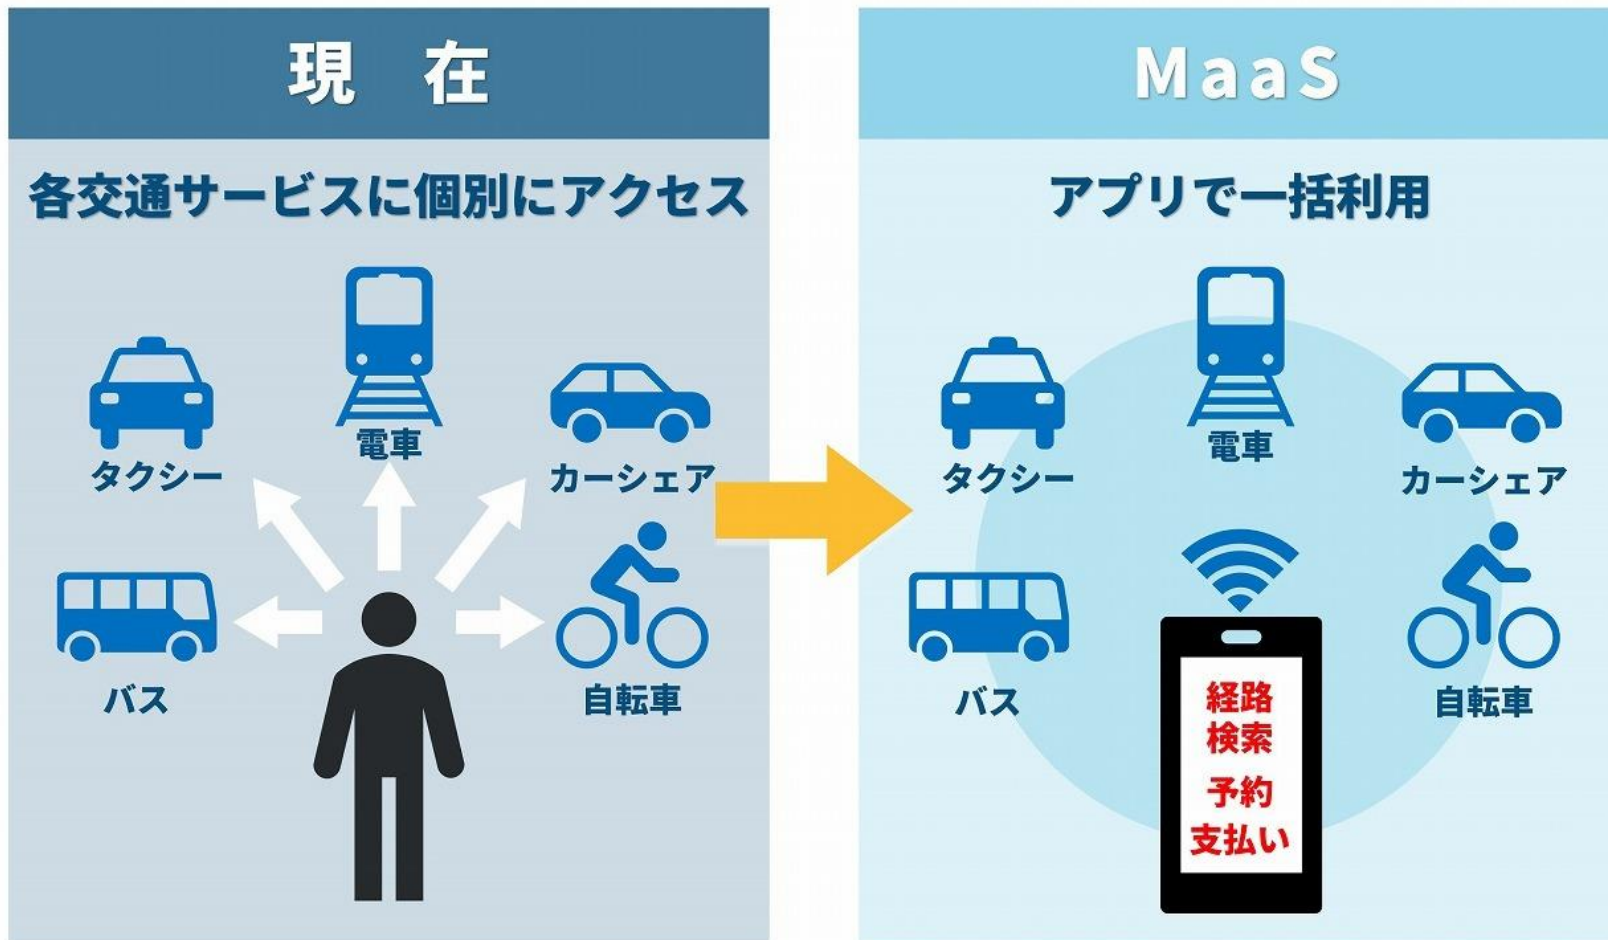 現 在
各交通サービスに個別にアクセス
電車
タクシー
カーシェア
バス
自転車
MaaS
アプリで一括利用
電車
タクシー
カーシェア
バス
自転車
経路
検索
予約
支払い